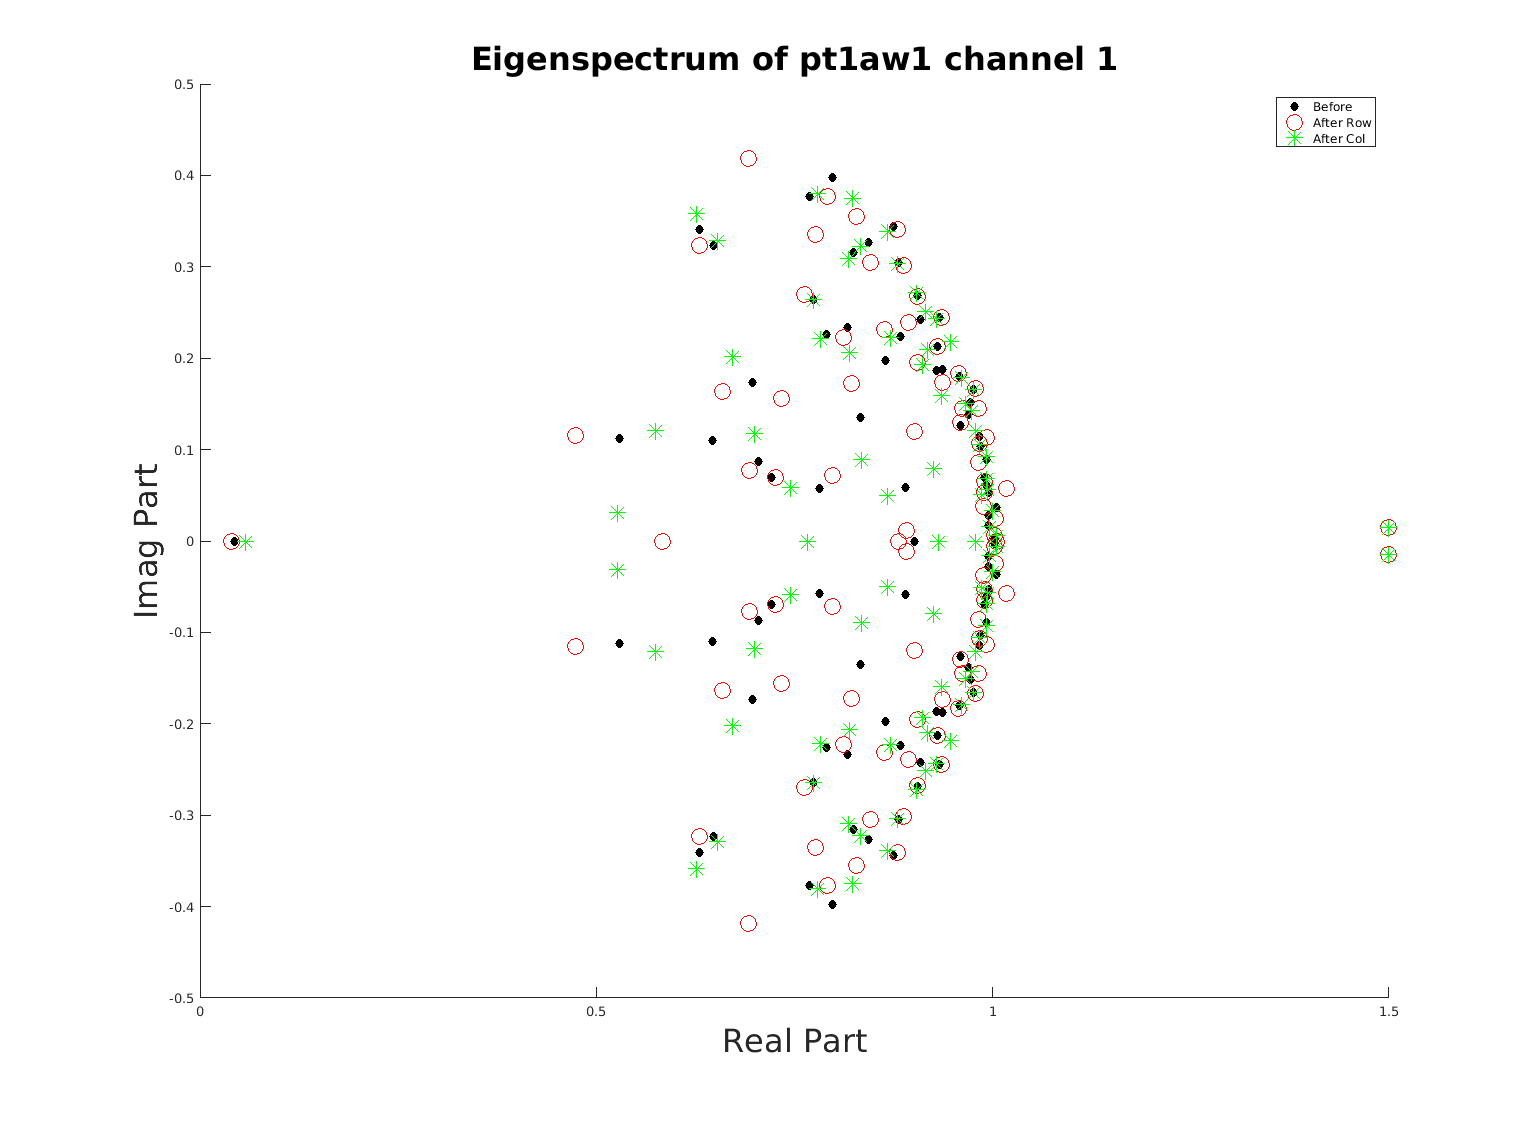 Eigenspectrum of pt1aw1 channel 1
0.5
Before
After Row
After Col
0.4
0.3
0.2
0.1
0
-0.1
-0.2
-0.3
-0.4
-0.5
Imag Part
0
0.5
1
1.5
Real Part